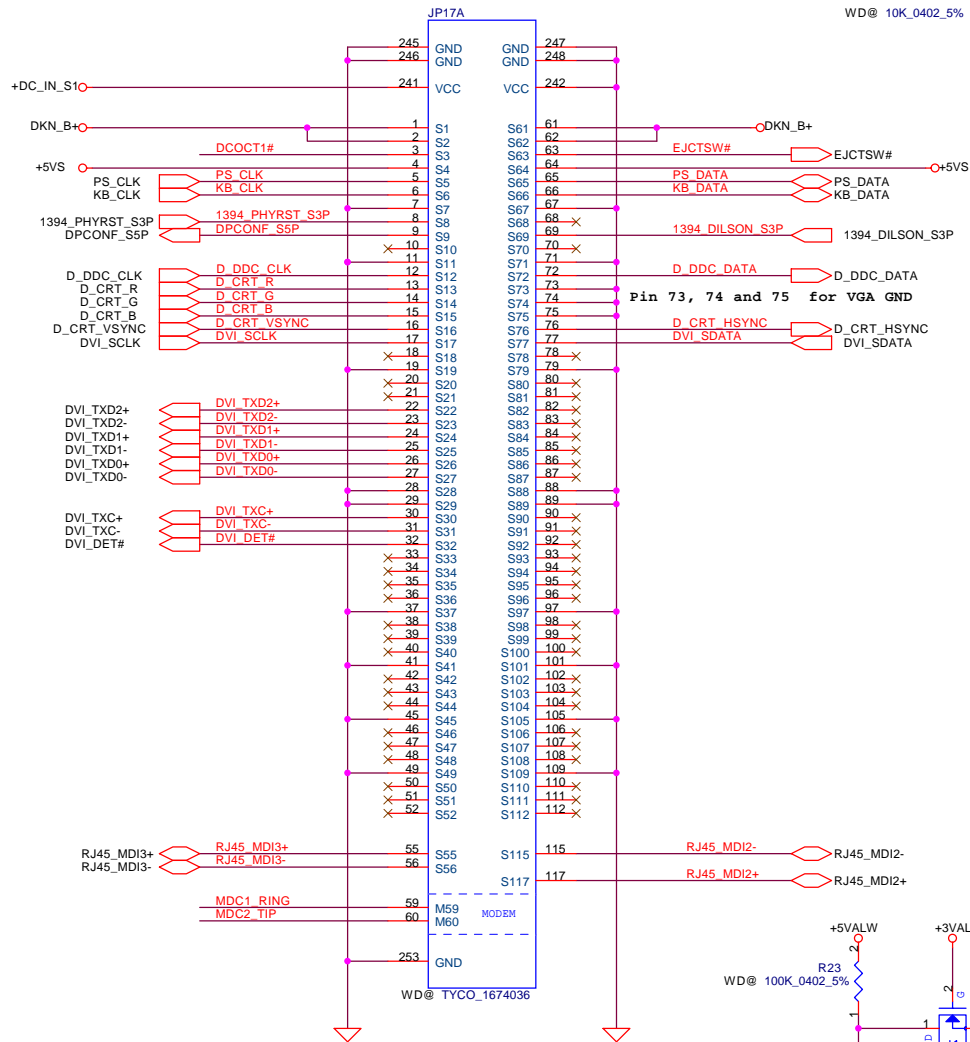 JP17A
WD@ 10K_0402_5%
245 GND GND 247
246 GND GND 248
+DC_IN_S1 241 VCC VCC 242
DKN_B+ 1 S1 S61 61 DKN_B+
2 S2 S62 62
DCOCT1# 3 S3 S63 63 EJCTSW# EJCTSW#
+5VS 4 S4 S64 64 +5VS
PS_CLK PS_CLK 5 S5 S65 65 PS_DATA PS_DATA
KB_CLK KB_CLK 6 S6 S66 66 KB_DATA KB_DATA
7 S7 S67 67
1394_PHYRST_S3P 1394_PHYRST_S3P 8 S8 S68 68
DPCONF_S5P DPCONF_S5P 9 S9 S69 69 1394_DILSON_S3P 1394_DILSON_S3P
10 S10 S70 70
11 S11 S71 71
D_DDC_CLK D_DDC_CLK 12 S12 S72 72 D_DDC_DATA D_DDC_DATA
D_CRT_R D_CRT_R 13 S13 S73 73
D_CRT_G D_CRT_G 14 S14 S74 74 Pin 73, 74 and 75 for VGA GND
D_CRT_B D_CRT_B 15 S15 S75 75
D_CRT_VSYNC D_CRT_VSYNC 16 S16 S76 76 D_CRT_HSYNC D_CRT_HSYNC
DVI_SCLK DVI_SCLK 17 S17 S77 77 DVI_SDATA DVI_SDATA
18 S18 S78 78
19 S19 S79 79
20 S20 S80 80
21 S21 S81 81
DVI_TXD2+ DVI_TXD2+ 22 S22 S82 82
DVI_TXD2- DVI_TXD2- 23 S23 S83 83
DVI_TXD1+ DVI_TXD1+ 24 S24 S84 84
DVI_TXD1- DVI_TXD1- 25 S25 S85 85
DVI_TXD0+ DVI_TXD0+ 26 S26 S86 86
DVI_TXD0- DVI_TXD0- 27 S27 S87 87
28 S28 S88 88
29 S29 S89 89
DVI_TXC+ DVI_TXC+ 30 S30 S90 90
DVI_TXC- DVI_TXC- 31 S31 S91 91
DVI_DET# DVI_DET# 32 S32 S92 92
33 S33 S93 93
34 S34 S94 94
35 S35 S95 95
36 S36 S96 96
37 S37 S97 97
38 S38 S98 98
39 S39 S99 99
40 S40 S100 100
41 S41 S101 101
42 S42 S102 102
43 S43 S103 103
44 S44 S104 104
45 S45 S105 105
46 S46 S106 106
47 S47 S107 107
48 S48 S108 108
49 S49 S109 109
50 S50 S110 110
51 S51 S111 111
52 S52 S112 112
RJ45_MDI3+ RJ45_MDI3+ 55 S55 S115 115 RJ45_MDI2- RJ45_MDI2-
RJ45_MDI3- RJ45_MDI3- 56 S56
S117 117 RJ45_MDI2+ RJ45_MDI2+
MDC1_RING 59 M59 MODEM
MDC2_TIP 60 M60
253 GND
WD@ TYCO_1674036
+5VALW +3VAL
2
R23
WD@ 100K_0402_5%
1
2 G
1
D